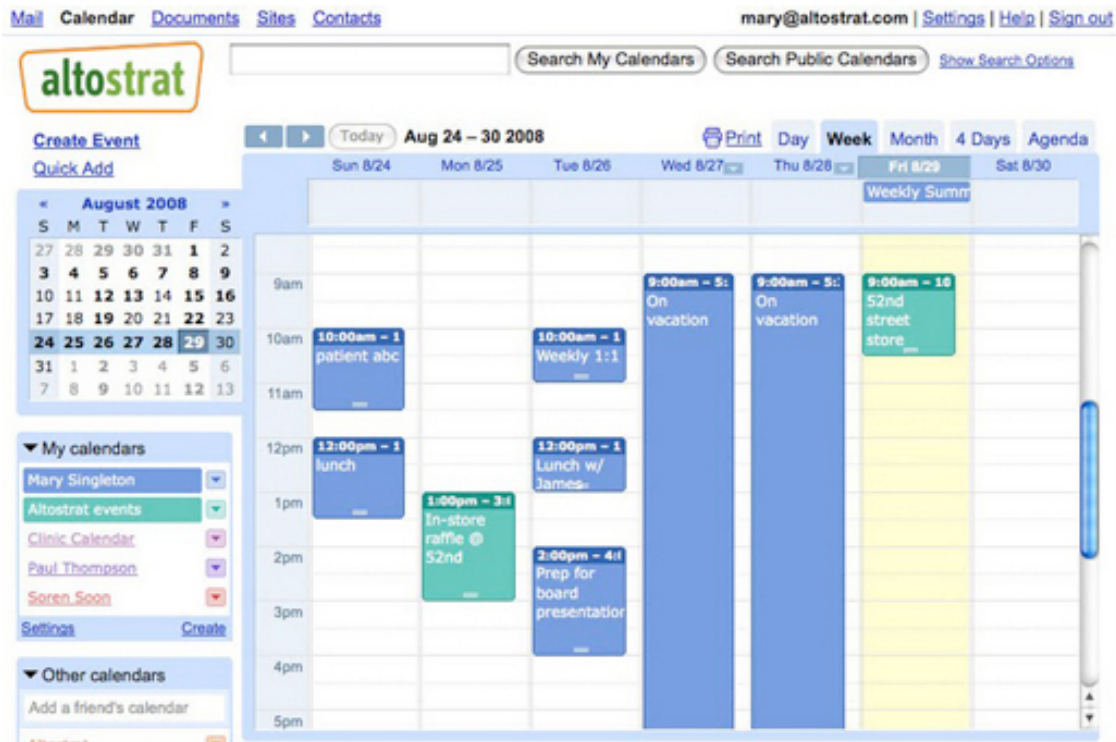 Mail Calendar Documents Sites Contacts
mary@altostrat.com | Settings | Help | Sign out
altostrat
Search My Calendars Search Public Calendars Show Search Options
Create Event
Quick Add
Today Aug 24 – 30 2008
Print Day Week Month 4 Days Agenda
« August 2008 »
S M T W T F S
27 28 29 30 31 1 2
3 4 5 6 7 8 9
10 11 12 13 14 15 16
17 18 19 20 21 22 23
24 25 26 27 28 29 30
31 1 2 3 4 5 6
7 8 9 10 11 12 13
My calendars
Mary Singleton
Altostrat events
Clinic Calendar
Paul Thompson
Soren Soon
Settings Create
Other calendars
Add a friend's calendar
Sun 8/24 Mon 8/25 Tue 8/26 Wed 8/27 Thu 8/28 Fri 8/29 Sat 8/30
Weekly Summ
9am
10am
11am
12pm
1pm
2pm
3pm
4pm
5pm
10:00am – 1
patient abc
12:00pm – 1
lunch
1:00pm – 3:
In-store
raffle @
52nd
10:00am – 1
Weekly 1:1
12:00pm – 1
Lunch w/
James
2:00pm – 4:
Prep for
board
presentation
9:00am – 5:
On
vacation
9:00am – 5:
On
vacation
9:00am – 10
52nd
street
store